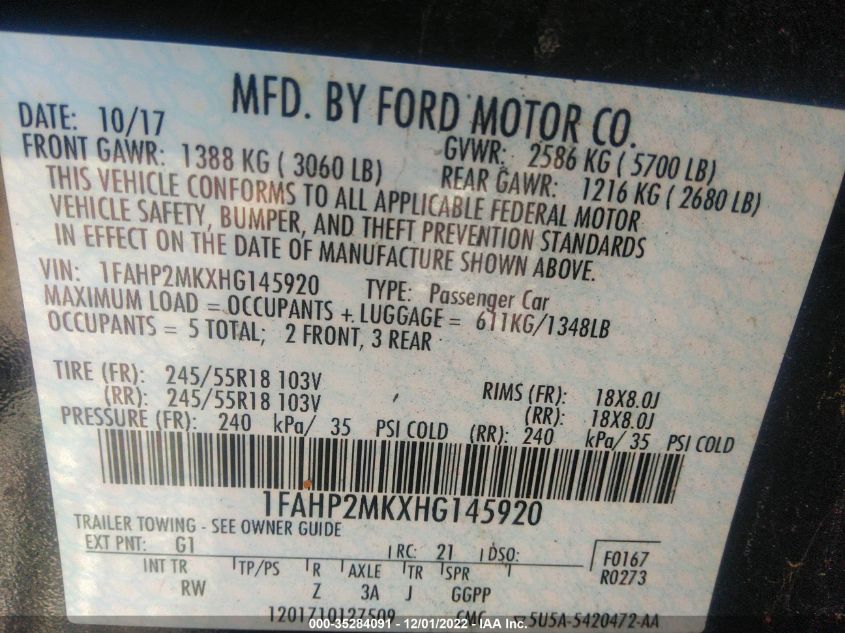 MFD. BY FORD MOTOR CO.
DATE: 10/17 GVWR: 2586 KG ( 5700 LB)
FRONT GAWR: 1388 KG ( 3060 LB) REAR GAWR: 1216 KG ( 2680 LB)
THIS VEHICLE CONFORMS TO ALL APPLICABLE FEDERAL MOTOR
VEHICLE SAFETY, BUMPER, AND THEFT PREVENTION STANDARDS
IN EFFECT ON THE DATE OF MANUFACTURE SHOWN ABOVE.
VIN: 1FAHP2MKXHG145920 TYPE: Passenger Car
MAXIMUM LOAD = OCCUPANTS + LUGGAGE = 611KG/1348LB
OCCUPANTS = 5 TOTAL; 2 FRONT, 3 REAR
TIRE (FR): 245/55R18 103V RIMS (FR): 18X8.0J
(RR): 245/55R18 103V (RR): 18X8.0J
PRESSURE (FR): 240 kPa/ 35 PSI COLD (RR): 240 kPa/ 35 PSI COLD
1FAHP2MKXHG145920
TRAILER TOWING - SEE OWNER GUIDE
EXT PNT: G1 RC: 21 DSO: F0167
INT TR TP/PS R AXLE TR SPR R0273
RW Z 3A J GGPP
1201710127509 5U5A-5420472-AA
000-35284091 - 12/01/2022 - IAA Inc.